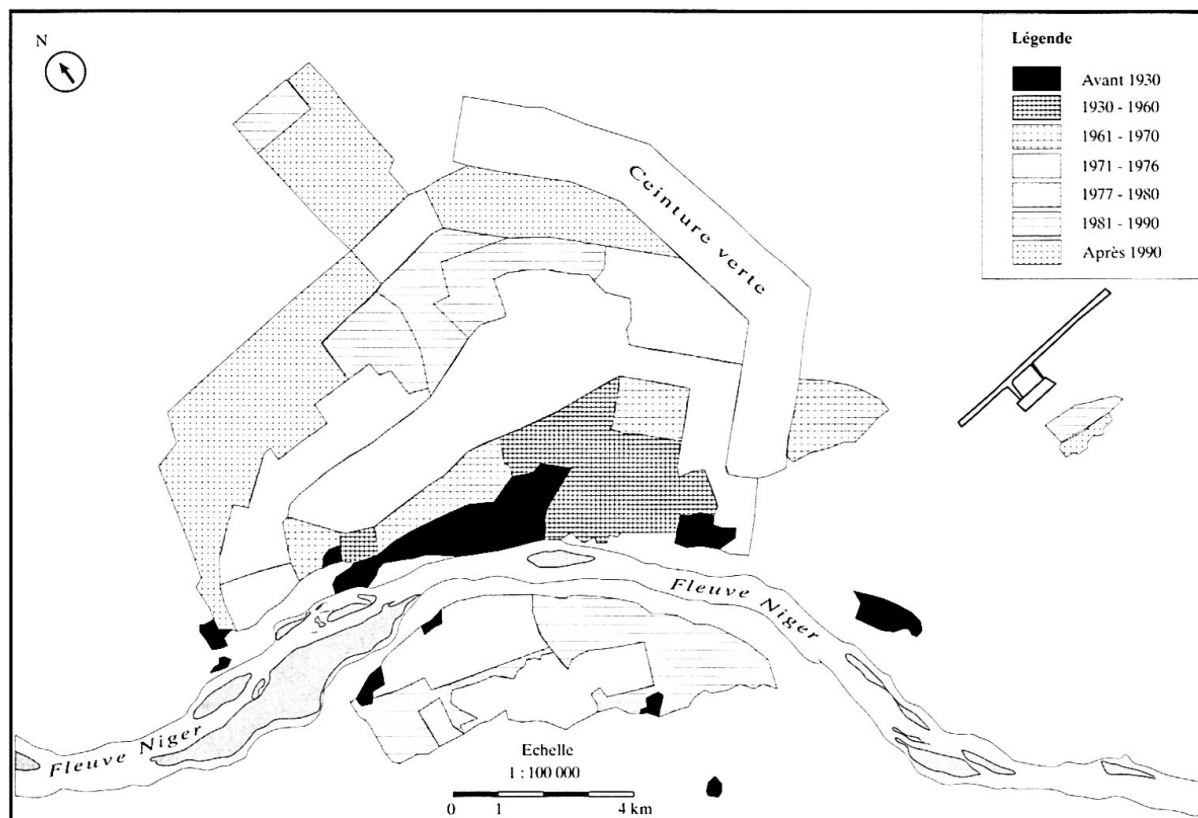 N
Légende
Avant 1930
1930 - 1960
1961 - 1970
1971 - 1976
1977 - 1980
1981 - 1990
Après 1990
Ceinture verte
Fleuve Niger
Fleuve Niger
Echelle
1 : 100 000
0 1 4 km